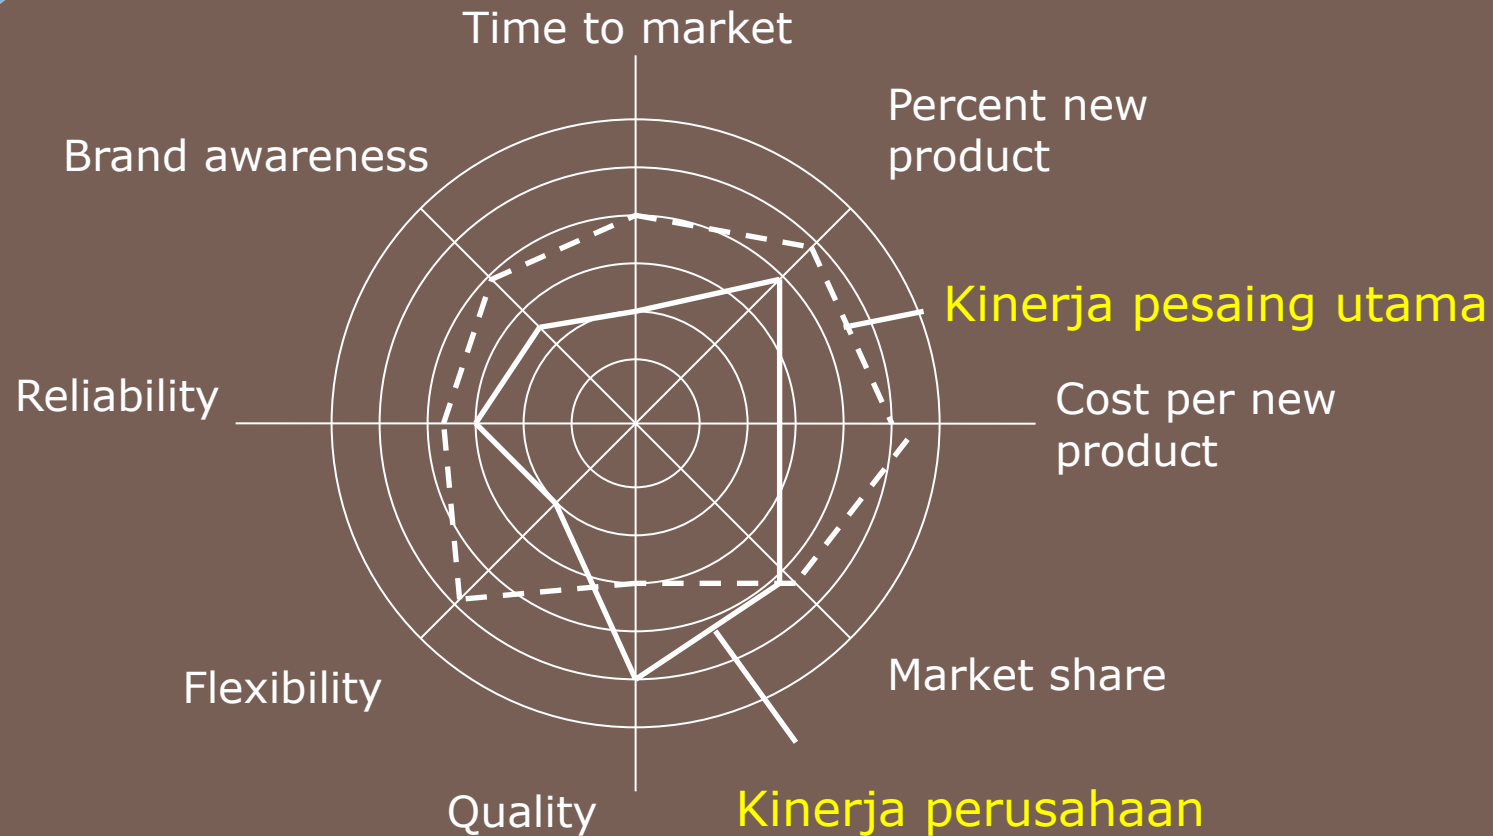 Time to market
Percent new
product
Brand awareness
Kinerja pesaing utama
Reliability
Cost per new
product
Flexibility
Market share
Quality
Kinerja perusahaan